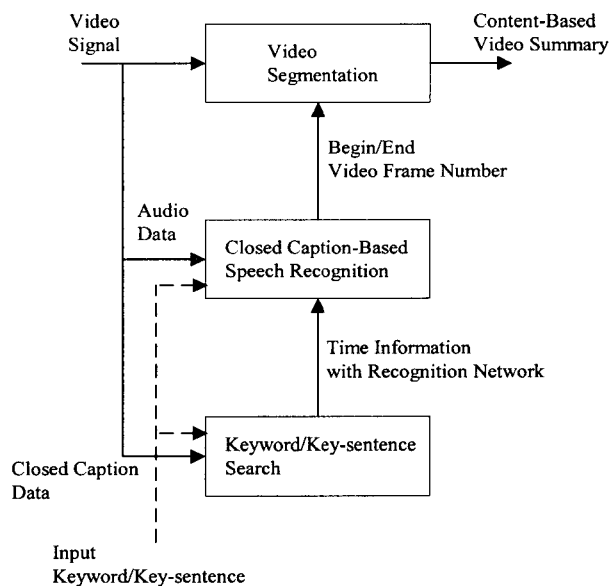 Video
Signal
Content-Based
Video Summary
Video
Segmentation
Begin/End
Video Frame Number
Audio
Data
Closed Caption-Based
Speech Recognition
Time Information
with Recognition Network
Keyword/Key-sentence
Search
Closed Caption
Data
Input
Keyword/Key-sentence